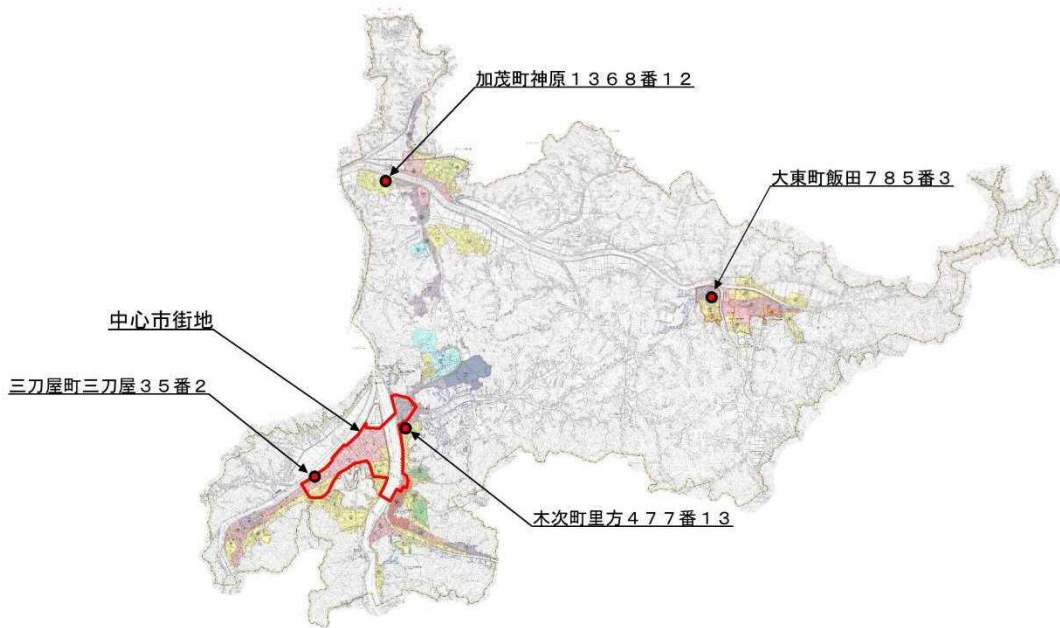 加茂町神原１３６８番１２
大東町飯田７８５番３
中心市街地
三刀屋町三刀屋３５番２
木次町里方４７７番１３